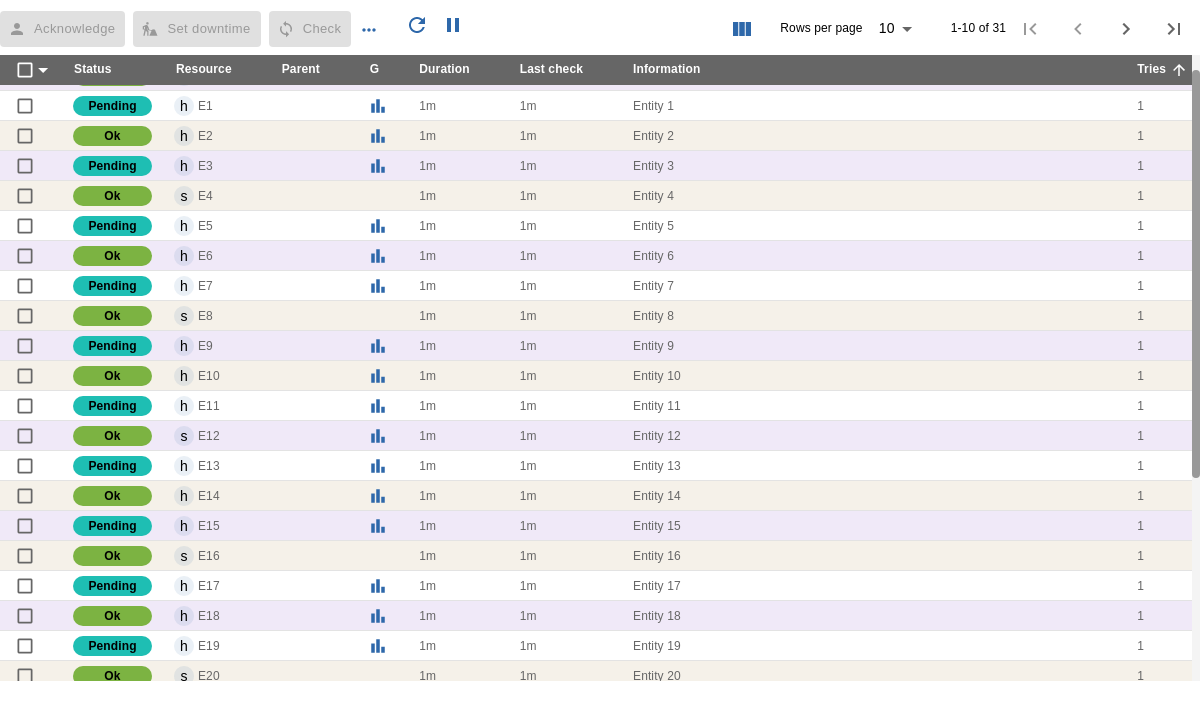 Acknowledge Set downtime Check Rows per page 10 1-10 of 31
Status Resource Parent G Duration Last check Information Tries
Pending h E1 1m 1m Entity 1 1
Ok h E2 1m 1m Entity 2 1
Pending h E3 1m 1m Entity 3 1
Ok s E4 1m 1m Entity 4 1
Pending h E5 1m 1m Entity 5 1
Ok h E6 1m 1m Entity 6 1
Pending h E7 1m 1m Entity 7 1
Ok s E8 1m 1m Entity 8 1
Pending h E9 1m 1m Entity 9 1
Ok h E10 1m 1m Entity 10 1
Pending h E11 1m 1m Entity 11 1
Ok s E12 1m 1m Entity 12 1
Pending h E13 1m 1m Entity 13 1
Ok h E14 1m 1m Entity 14 1
Pending h E15 1m 1m Entity 15 1
Ok s E16 1m 1m Entity 16 1
Pending h E17 1m 1m Entity 17 1
Ok h E18 1m 1m Entity 18 1
Pending h E19 1m 1m Entity 19 1
Ok s E20 1m 1m Entity 20 1